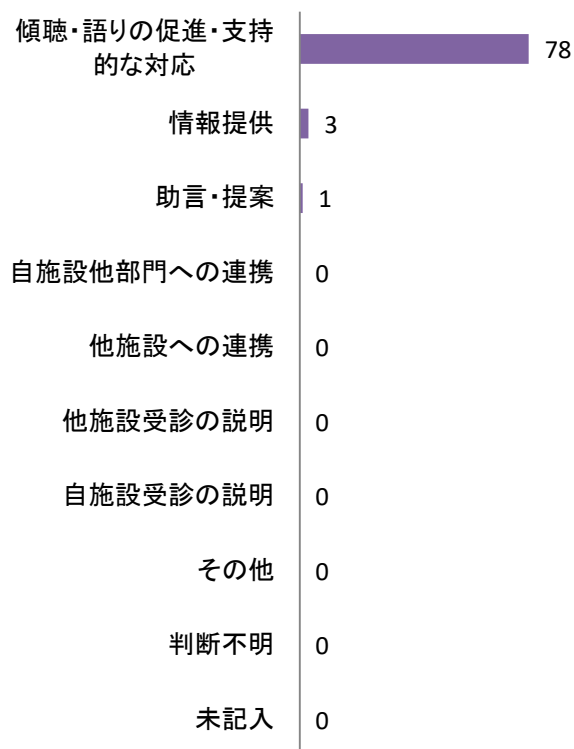 傾聴・語りの促進・支持
的な対応
78
情報提供
3
助言・提案
1
自施設他部門への連携
0
他施設への連携
0
他施設受診の説明
0
自施設受診の説明
0
その他
0
判断不明
0
未記入
0